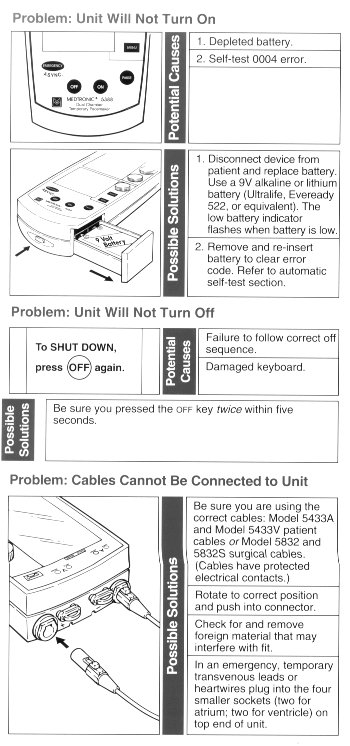 Problem: Unit Will Not Turn On
MENU
EMERGENCY
ASYNC.
PAUSE
OFF
ON
MEDTRONIC® 5388
Dual Chamber
Temporary Pacemaker
Potential Causes
1. Depleted battery.
2. Self-test 0004 error.
9 Volt
Battery
Possible Solutions
1. Disconnect device from
patient and replace battery.
Use a 9V alkaline or lithium
battery (Ultralife, Eveready
522, or equivalent). The
low battery indicator
flashes when battery is low.
2. Remove and re-insert
battery to clear error
code. Refer to automatic
self-test section.
Problem: Unit Will Not Turn Off
To SHUT DOWN,
press OFF again.
Potential
Causes
Failure to follow correct off
sequence.
Damaged keyboard.
Possible
Solutions
Be sure you pressed the OFF key twice within five
seconds.
Problem: Cables Cannot Be Connected to Unit
Possible Solutions
Be sure you are using the
correct cables: Model 5433A
and Model 5433V patient
cables or Model 5832 and
5832S surgical cables.
(Cables have protected
electrical contacts.)
Rotate to correct position
and push into connector.
Check for and remove
foreign material that may
interfere with fit.
In an emergency, temporary
transvenous leads or
heartwires plug into the four
smaller sockets (two for
atrium; two for ventricle) on
top end of unit.